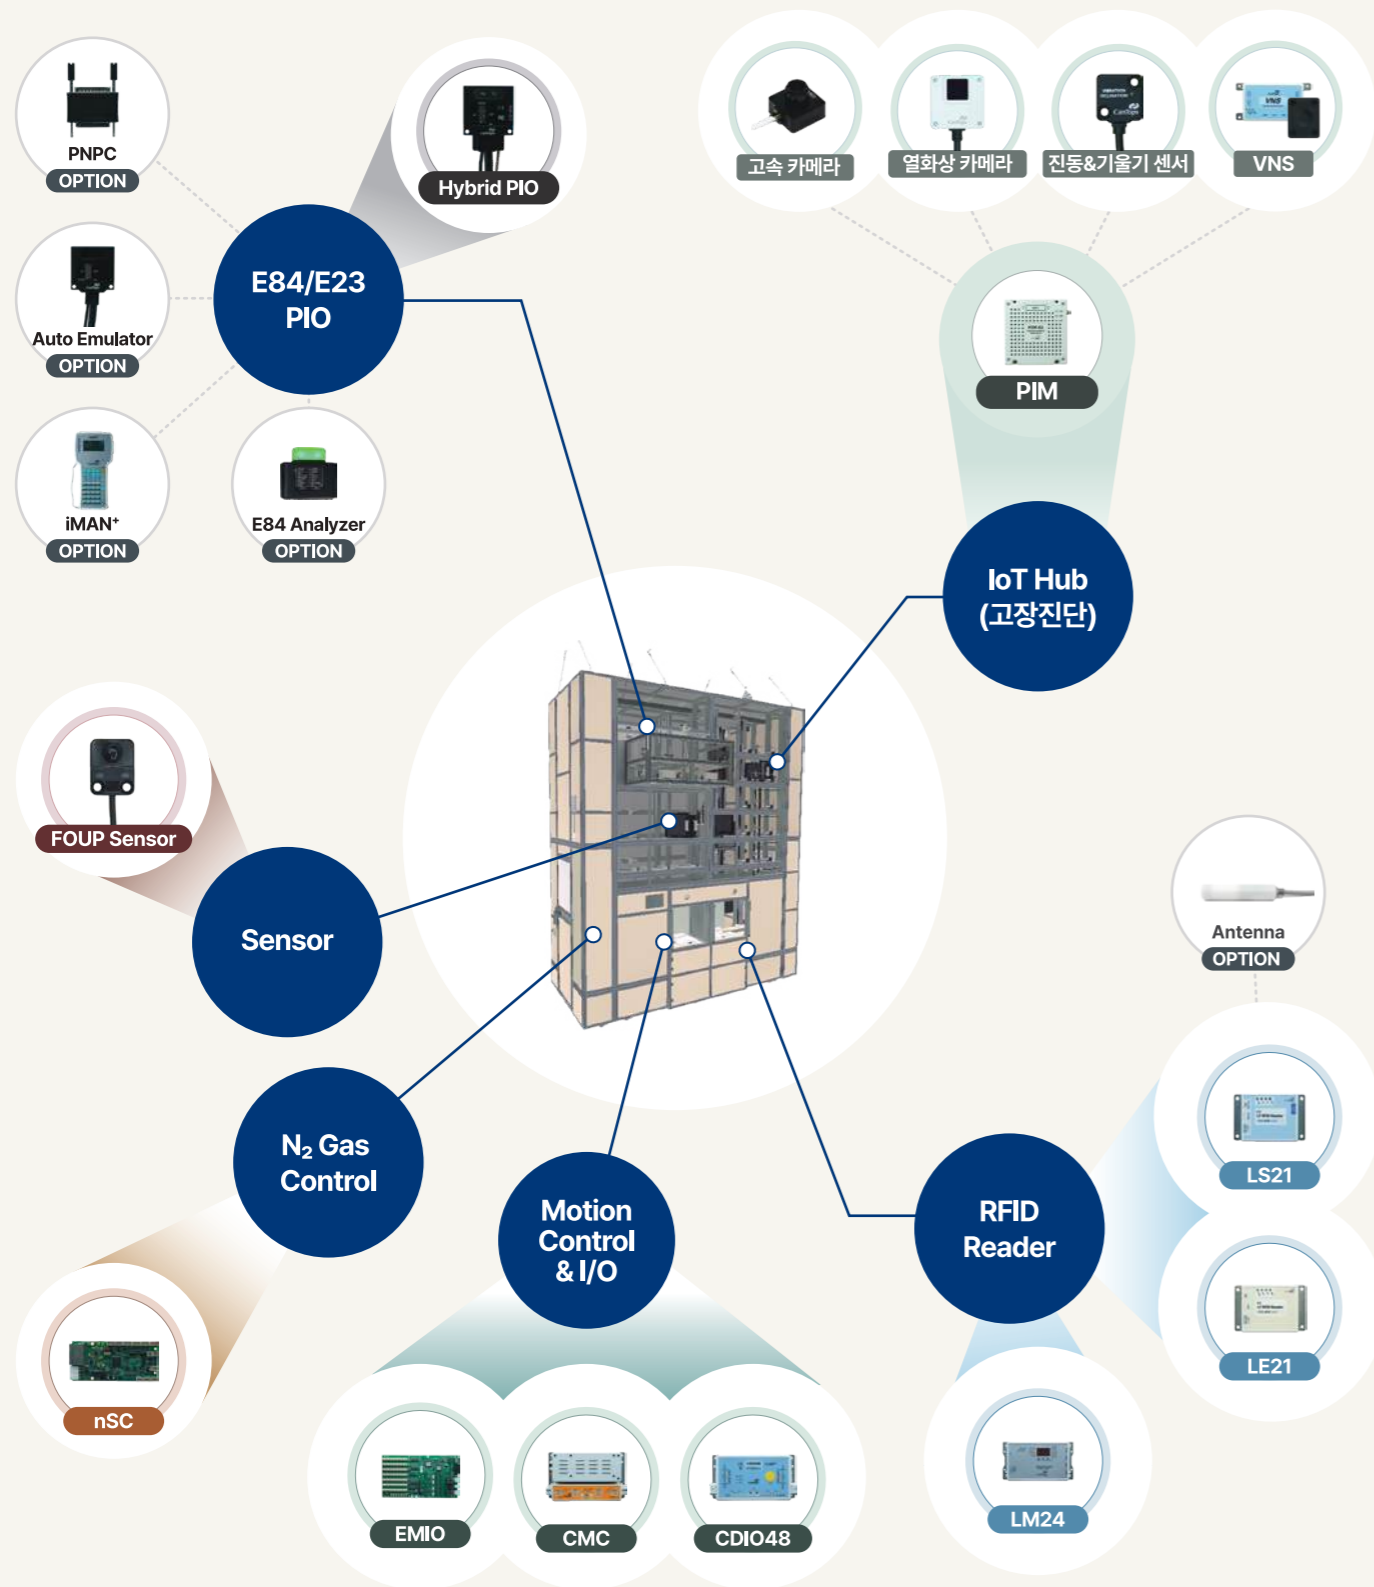 PNPC
OPTION
Hybrid PIO
Auto Emulator
OPTION
E84/E23
PIO
iMAN⁺
OPTION
E84 Analyzer
OPTION
고속 카메라
열화상 카메라
진동&기울기 센서
VNS
PIM
IoT Hub
(고장진단)
FOUP Sensor
Sensor
Antenna
OPTION
N₂ Gas
Control
nSC
Motion
Control
& I/O
EMIO
CMC
CDIO48
RFID
Reader
LS21
LE21
LM24